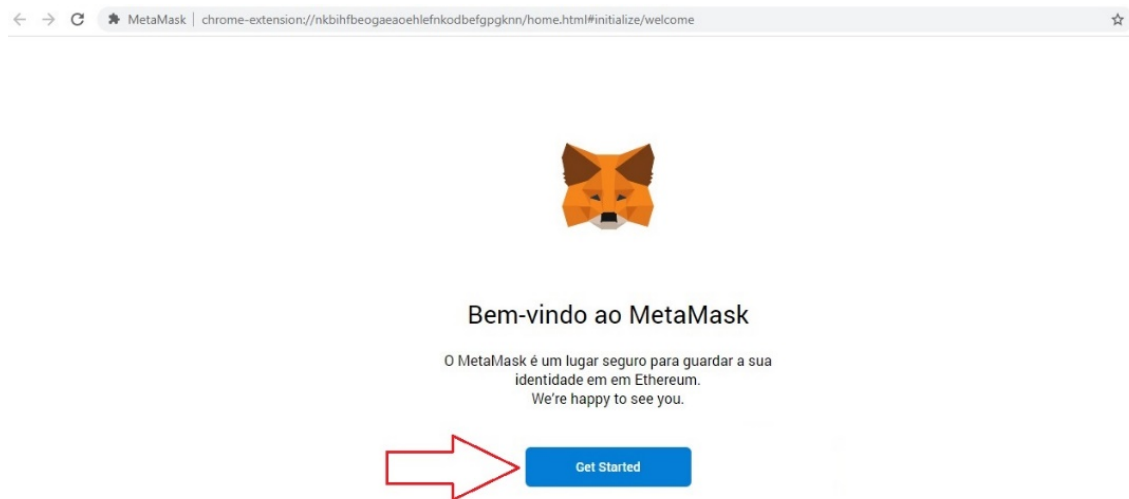 MetaMask | chrome-extension://nkbihfbeogaeaoehlefnkodbefgpgknn/home.html#initialize/welcome
Bem-vindo ao MetaMask
O MetaMask é um lugar seguro para guardar a sua
identidade em em Ethereum.
We're happy to see you.
Get Started